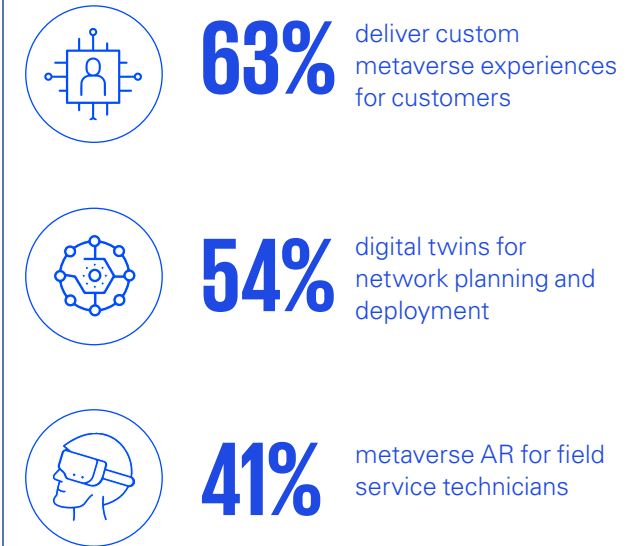 63%
deliver custom
metaverse experiences
for customers
54%
digital twins for
network planning and
deployment
41%
metaverse AR for field
service technicians